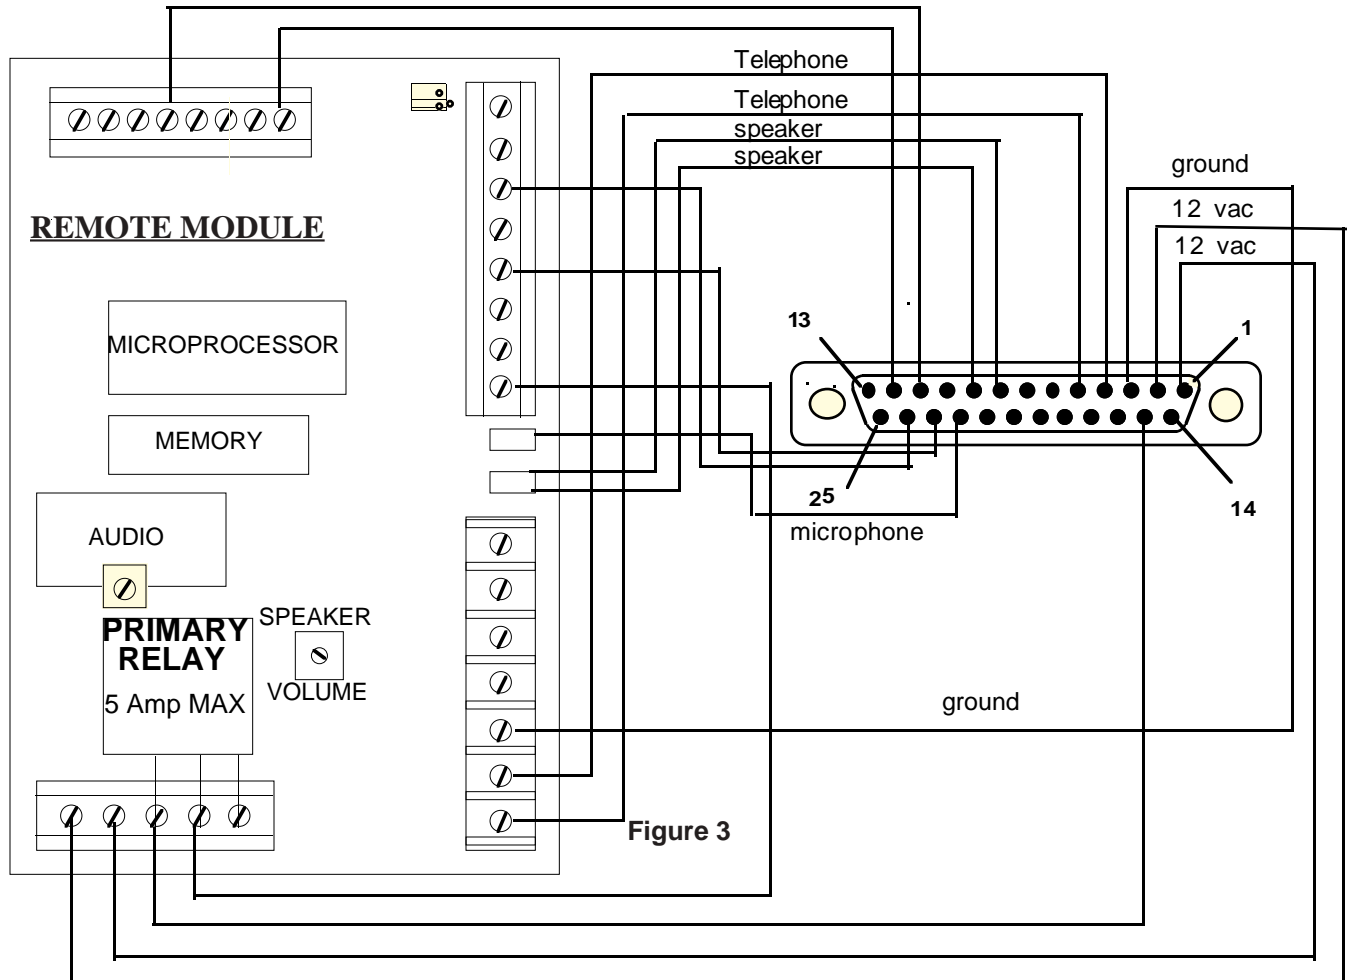 Telephone
Telephone
speaker
speaker
ground
12 vac
12 vac
REMOTE MODULE
13
1
MICROPROCESSOR
MEMORY
25
14
microphone
AUDIO
SPEAKER
VOLUME
PRIMARY
RELAY
5 Amp MAX
ground
Figure 3